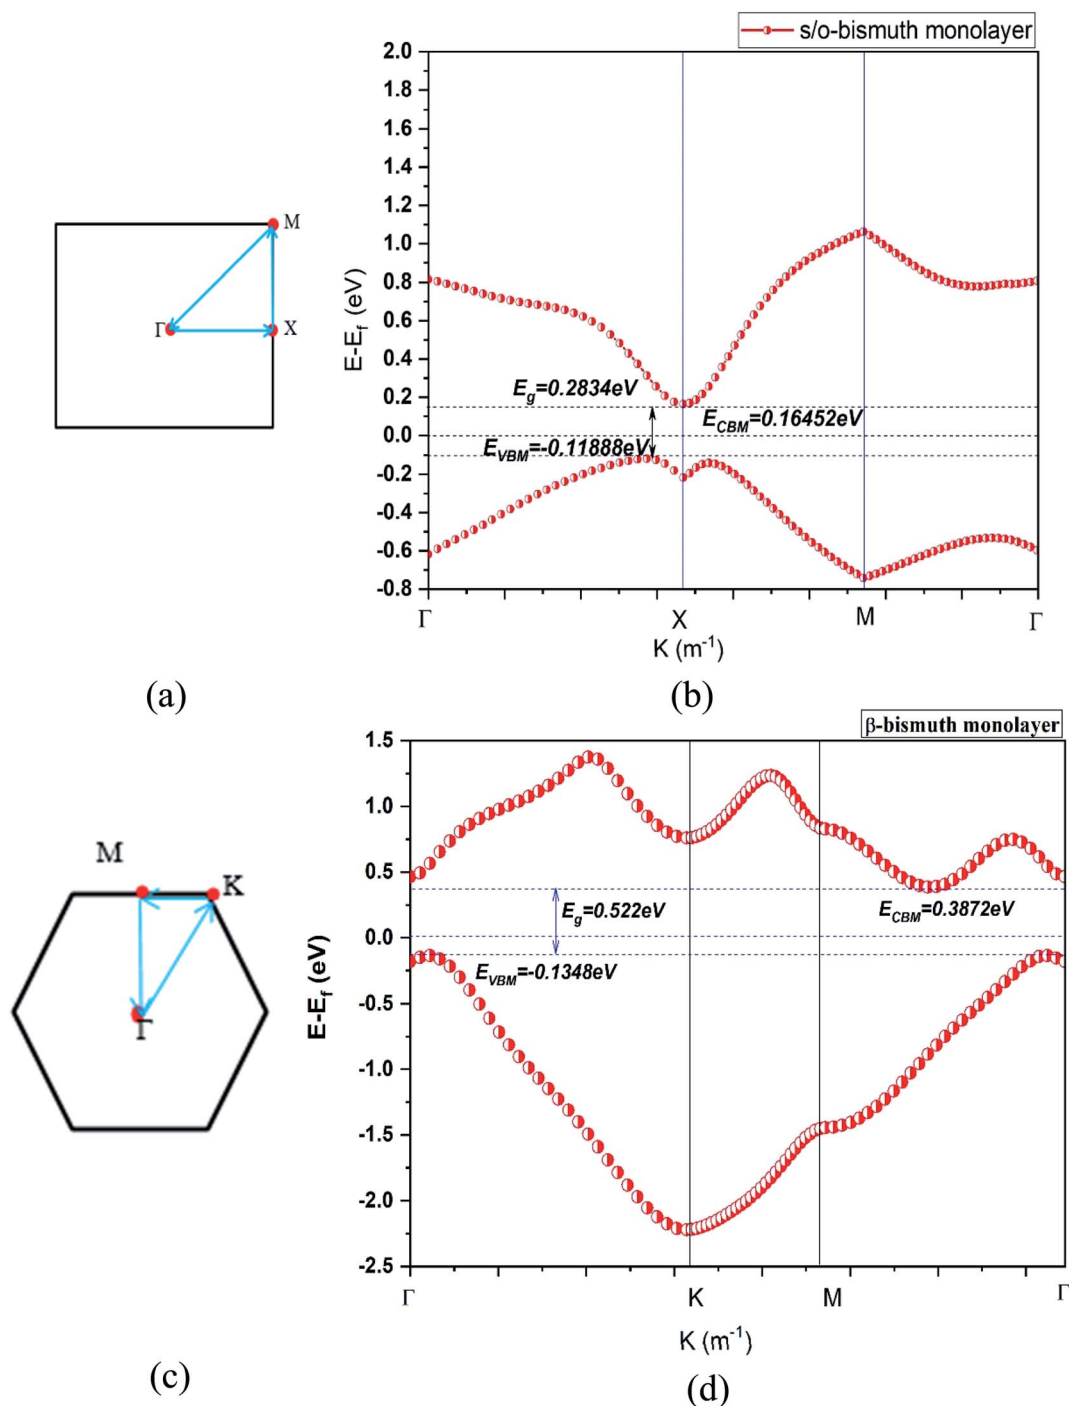 s/o-bismuth monolayer
2.0
1.8
1.6
1.4
1.2
1.0
0.8
0.6
0.4
0.2
0.0
-0.2
-0.4
-0.6
-0.8
E-E_f (eV)
E_g=0.2834eV
E_CBM=0.16452eV
E_VBM=-0.11888eV
Γ X M Γ
K (m⁻¹)
M
Γ X
(a) (b)
β-bismuth monolayer
1.5
1.0
0.5
0.0
-0.5
-1.0
-1.5
-2.0
-2.5
E-E_f (eV)
E_g=0.522eV
E_CBM=0.3872eV
E_VBM=-0.1348eV
Γ K M Γ
K (m⁻¹)
M
K
Γ
(c) (d)